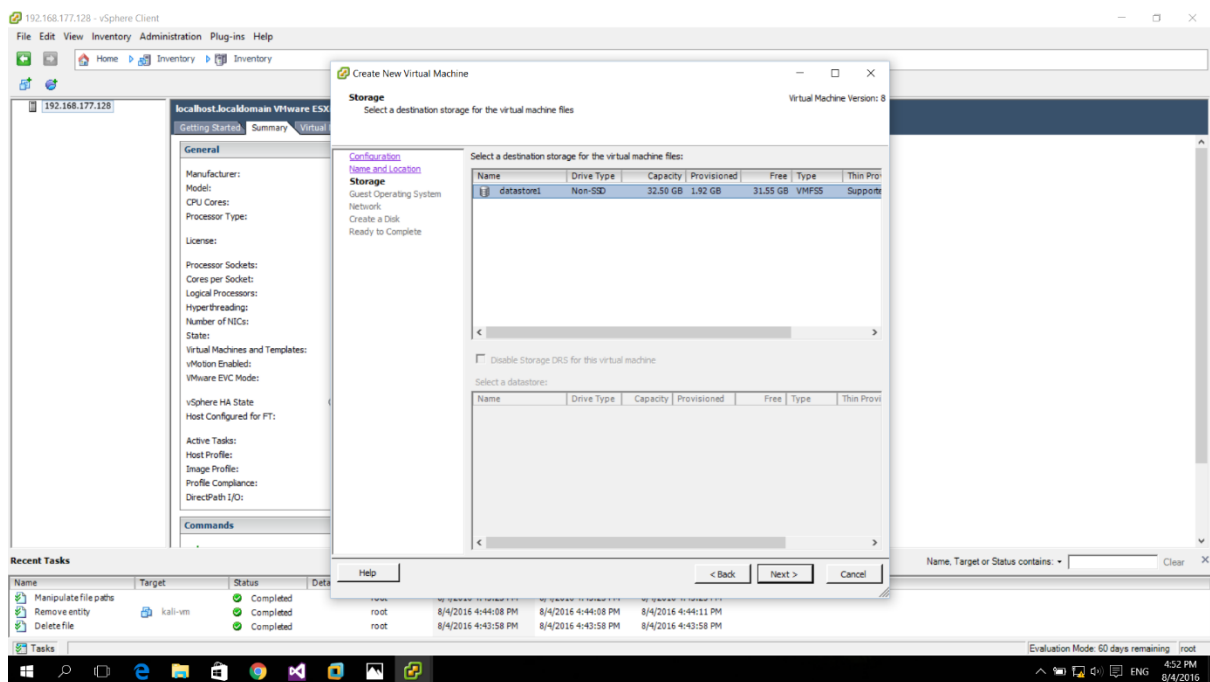 192.168.177.128 - vSphere Client
File Edit View Inventory Administration Plug-ins Help
Home Inventory Inventory
192.168.177.128
localhost.localdomain VMware ESX
Getting Started Summary Virtual
General
Manufacturer:
Model:
CPU Cores:
Processor Type:
License:
Processor Sockets:
Cores per Socket:
Logical Processors:
Hyperthreading:
Number of NICs:
State:
Virtual Machines and Templates:
vMotion Enabled:
VMware EVC Mode:
vSphere HA State
Host Configured for FT:
Active Tasks:
Host Profile:
Image Profile:
Profile Compliance:
DirectPath I/O:
Commands
Create New Virtual Machine
Storage
Select a destination storage for the virtual machine files
Virtual Machine Version: 8
Configuration
Name and Location
Storage
Guest Operating System
Network
Create a Disk
Ready to Complete
Select a destination storage for the virtual machine files:
Name Drive Type Capacity Provisioned Free Type Thin Pro
datastore1 Non-SSD 32.50 GB 1.92 GB 31.55 GB VMFS5 Supporte
Disable Storage DRS for this virtual machine
Select a datastore:
Name Drive Type Capacity Provisioned Free Type Thin Provi
Help < Back Next > Cancel
Recent Tasks
Name, Target or Status contains: Clear
Name Target Status Deta
Manipulate file paths Completed root
Remove entity kali-vm Completed root 8/4/2016 4:44:08 PM 8/4/2016 4:44:08 PM 8/4/2016 4:44:11 PM
Delete file Completed root 8/4/2016 4:43:58 PM 8/4/2016 4:43:58 PM 8/4/2016 4:43:58 PM
Tasks
Evaluation Mode: 60 days remaining root
ENG 4:52 PM
8/4/2016